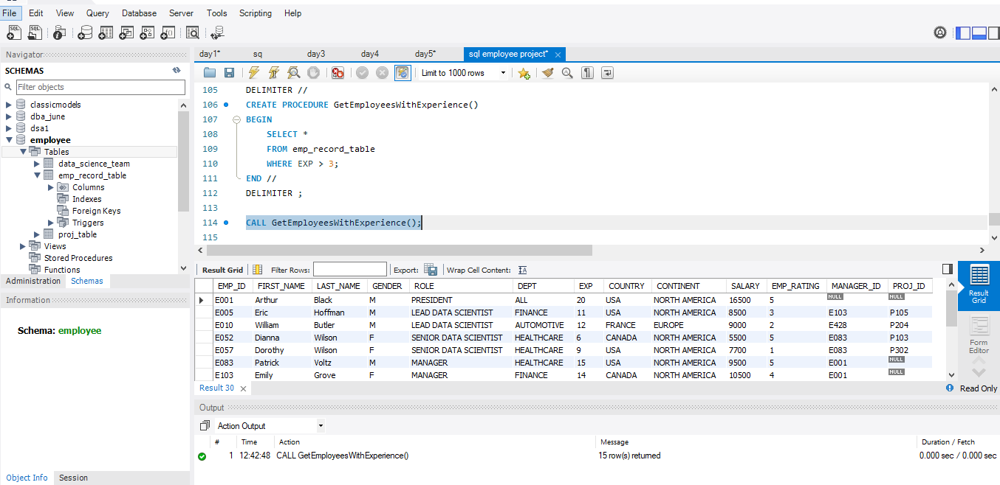 File Edit View Query Database Server Tools Scripting Help
Navigator
SCHEMAS
Filter objects
classicmodels
dba_june
dsa1
employee
Tables
data_science_team
emp_record_table
Columns
Indexes
Foreign Keys
Triggers
proj_table
Views
Stored Procedures
Functions
Administration Schemas
Information
Schema: employee
Object Info Session
day1* sq day3 day4 day5* sql employee project*
Limit to 1000 rows
105 DELIMITER //
106 CREATE PROCEDURE GetEmployeesWithExperience()
107 BEGIN
108 SELECT *
109 FROM emp_record_table
110 WHERE EXP > 3;
111 END //
112 DELIMITER ;
113
114 CALL GetEmployeesWithExperience();
115
Result Grid Filter Rows: Export: Wrap Cell Content:
EMP_ID FIRST_NAME LAST_NAME GENDER ROLE DEPT EXP COUNTRY CONTINENT SALARY EMP_RATING MANAGER_ID PROJ_ID
E001 Arthur Black M PRESIDENT ALL 20 USA NORTH AMERICA 16500 5 NULL NULL
E005 Eric Hoffman M LEAD DATA SCIENTIST FINANCE 11 USA NORTH AMERICA 8500 3 E103 P105
E010 William Butler M LEAD DATA SCIENTIST AUTOMOTIVE 12 FRANCE EUROPE 9000 2 E428 P204
E052 Dianna Wilson F SENIOR DATA SCIENTIST HEALTHCARE 6 CANADA NORTH AMERICA 5500 5 E083 P103
E057 Dorothy Wilson F SENIOR DATA SCIENTIST HEALTHCARE 9 USA NORTH AMERICA 7700 1 E083 P302
E083 Patrick Voltz M MANAGER HEALTHCARE 15 USA NORTH AMERICA 9500 5 E001 NULL
E103 Emily Grove F MANAGER FINANCE 14 CANADA NORTH AMERICA 10500 4 E001 NULL
Result Grid
Form Editor
Result 30
Read Only
Output
Action Output
# Time Action Message Duration / Fetch
1 12:42:48 CALL GetEmployeesWithExperience() 15 row(s) returned 0.000 sec / 0.000 sec